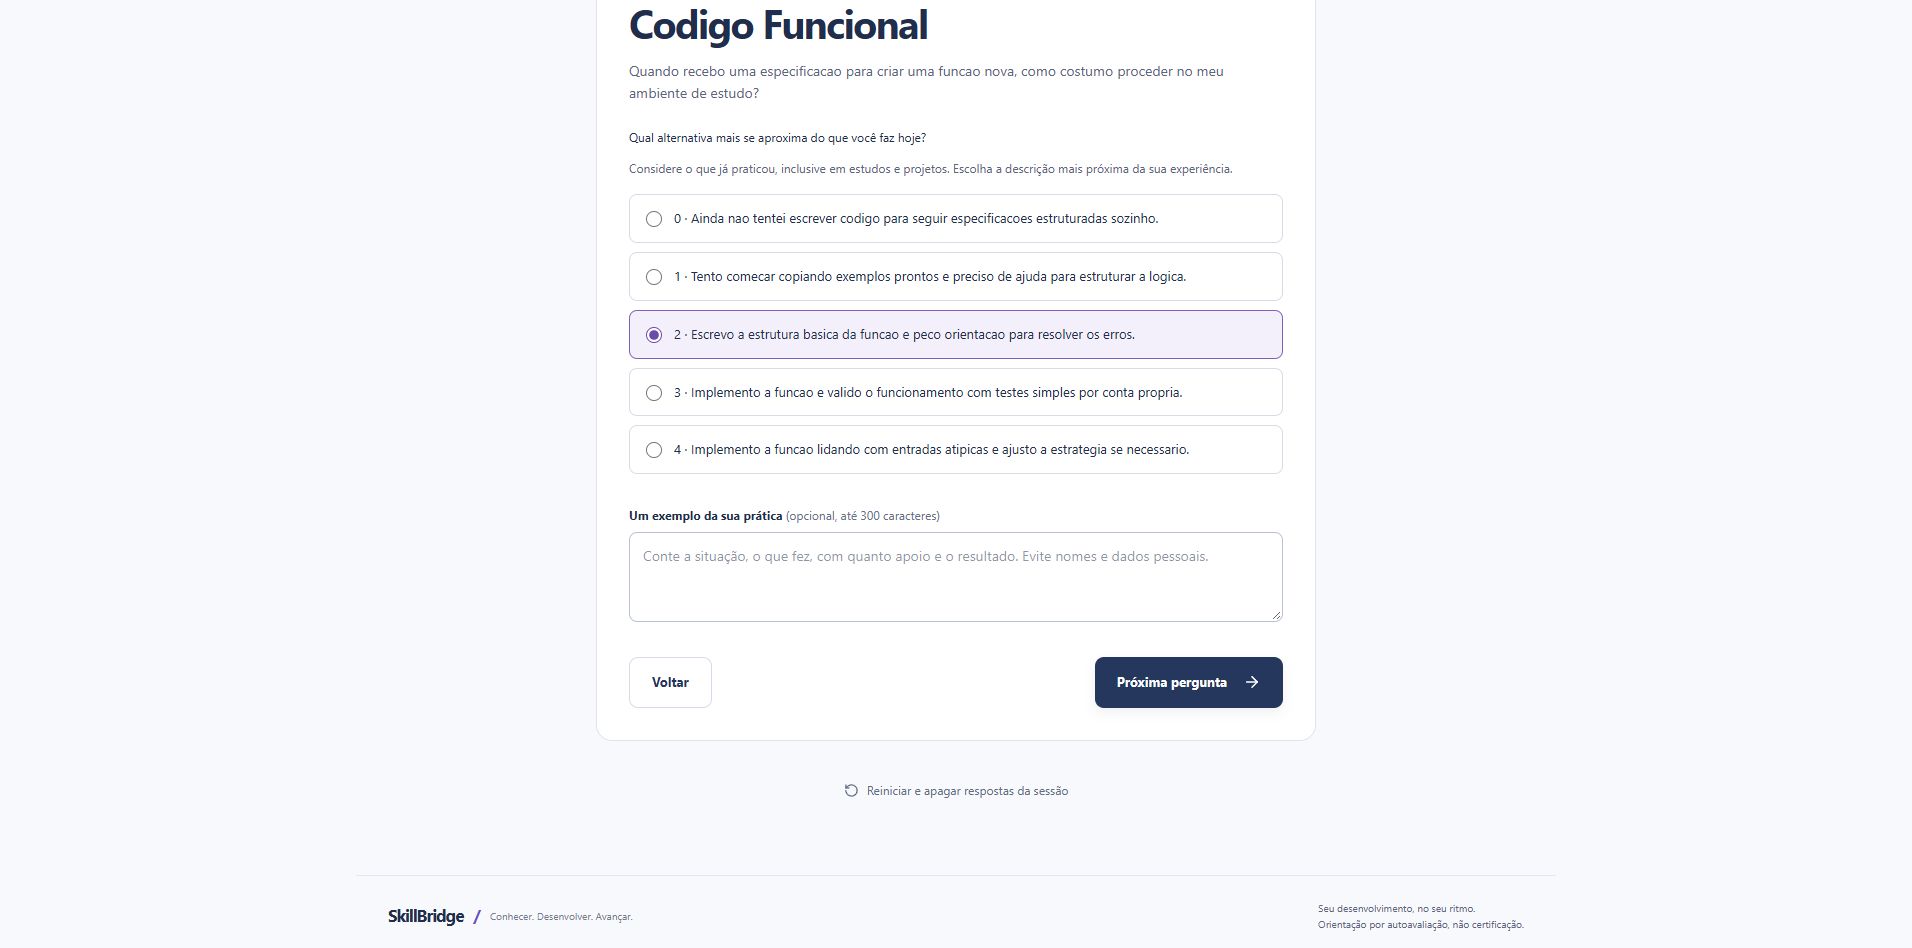 Codigo Funcional
Quando recebo uma especificacao para criar uma funcao nova, como costumo proceder no meu
ambiente de estudo?
Qual alternativa mais se aproxima do que você faz hoje?
Considere o que já praticou, inclusive em estudos e projetos. Escolha a descrição mais próxima da sua experiência.
0 · Ainda nao tentei escrever codigo para seguir especificacoes estruturadas sozinho.
1 · Tento comecar copiando exemplos prontos e preciso de ajuda para estruturar a logica.
2 · Escrevo a estrutura basica da funcao e peco orientacao para resolver os erros.
3 · Implemento a funcao e valido o funcionamento com testes simples por conta propria.
4 · Implemento a funcao lidando com entradas atipicas e ajusto a estrategia se necessario.
Um exemplo da sua prática (opcional, até 300 caracteres)
Conte a situação, o que fez, com quanto apoio e o resultado. Evite nomes e dados pessoais.
Voltar
Próxima pergunta
Reiniciar e apagar respostas da sessão
SkillBridge / Conhecer. Desenvolver. Avançar.
Seu desenvolvimento, no seu ritmo.
Orientação por autoavaliação, não certificação.